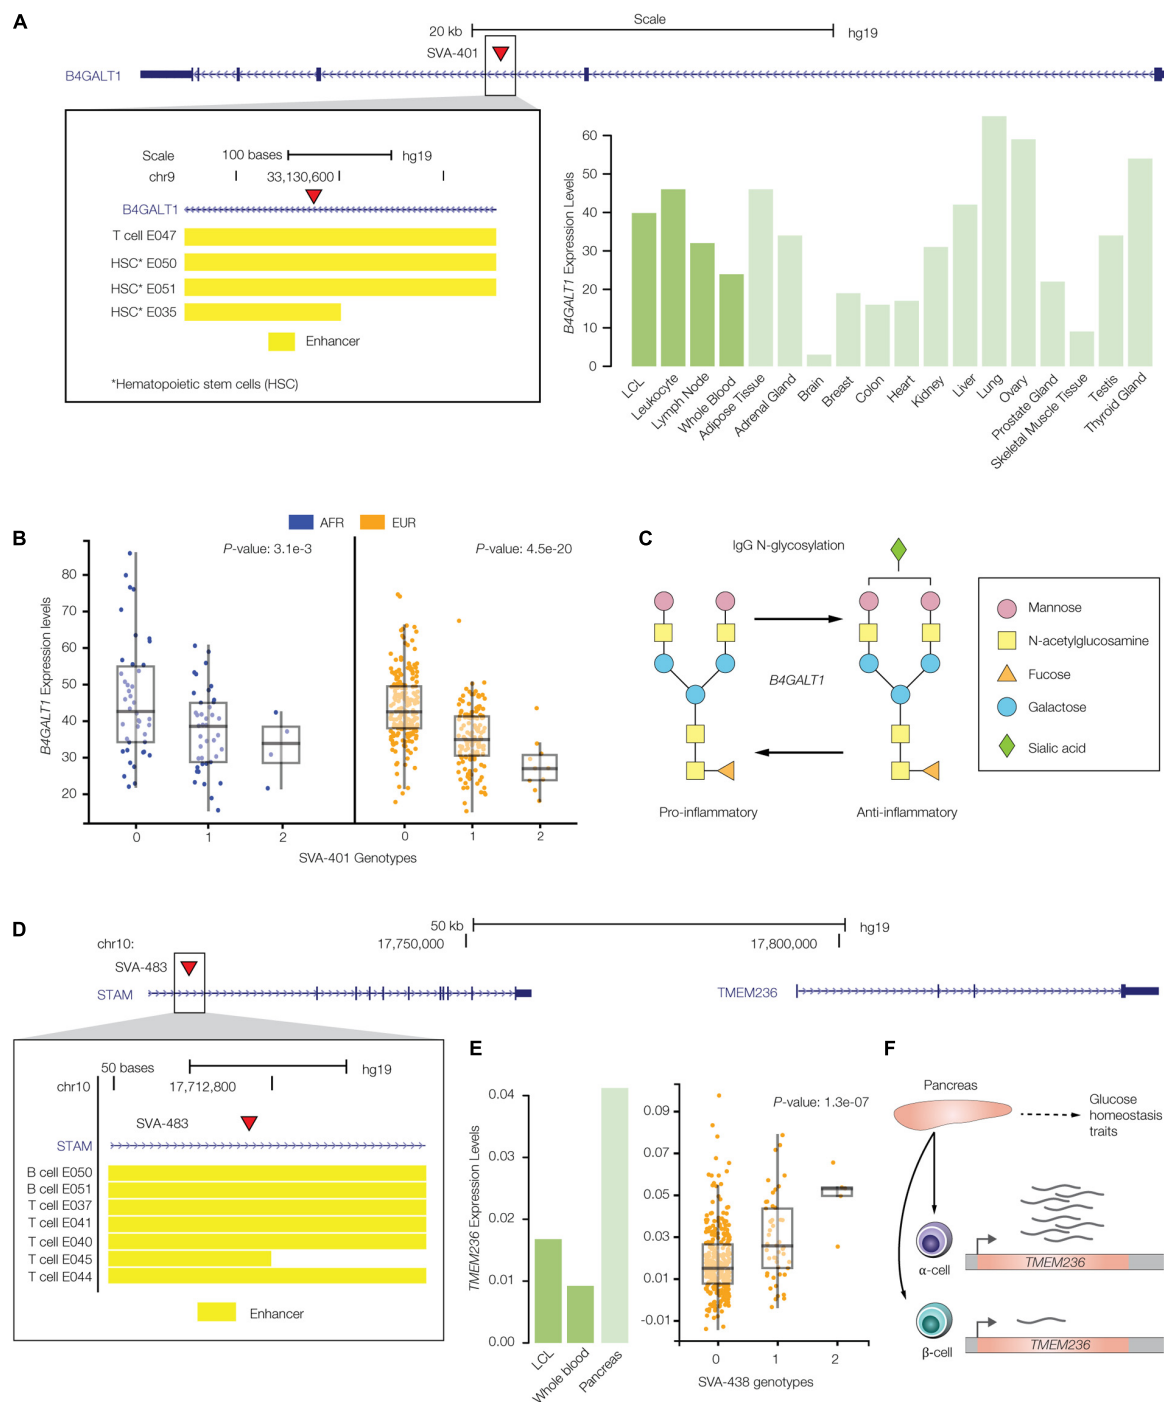 A
Scale
20 kb
hg19
SVA-401
B4GALT1
Scale
100 bases
hg19
chr9
33,130,600
B4GALT1
T cell E047
HSC* E050
HSC* E051
HSC* E035
Enhancer
*Hematopoietic stem cells (HSC)
B4GALT1 Expression Levels
60
50
40
30
20
10
0
LCL
Leukocyte
Lymph Node
Whole Blood
Adipose Tissue
Adrenal Gland
Brain
Breast
Colon
Heart
Kidney
Liver
Lung
Ovary
Prostate Gland
Skeletal Muscle Tissue
Testis
Thyroid Gland
B
AFR
EUR
P-value: 3.1e-3
P-value: 4.5e-20
B4GALT1 Expression levels
80
70
60
50
40
30
20
0
1
2
0
1
2
SVA-401 Genotypes
C
IgG N-glycosylation
B4GALT1
Pro-inflammatory
Anti-inflammatory
Mannose
N-acetylglucosamine
Fucose
Galactose
Sialic acid
D
50 kb
hg19
chr10:
17,750,000
17,800,000
SVA-483
STAM
TMEM236
50 bases
hg19
chr10
17,712,800
SVA-483
STAM
B cell E050
B cell E051
T cell E037
T cell E041
T cell E040
T cell E045
T cell E044
Enhancer
E
TMEM236 Expression Levels
0.04
0.03
0.02
0.01
0.00
LCL
Whole blood
Pancreas
P-value: 1.3e-07
0.09
0.07
0.05
0.03
0.01
-0.01
0
1
2
SVA-438 genotypes
F
Pancreas
Glucose
homeostasis
traits
α-cell
TMEM236
β-cell
TMEM236